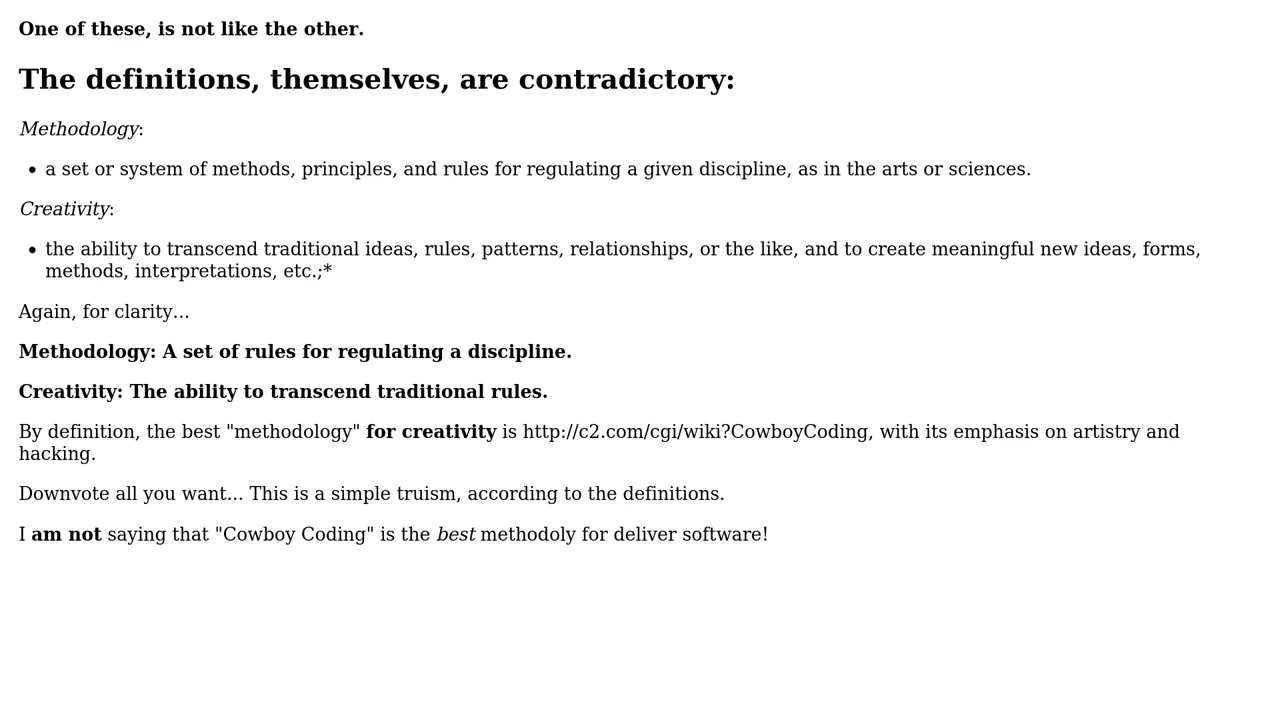 One of these, is not like the other.
The definitions, themselves, are contradictory:
Methodology:
• a set or system of methods, principles, and rules for regulating a given discipline, as in the arts or sciences.
Creativity:
• the ability to transcend traditional ideas, rules, patterns, relationships, or the like, and to create meaningful new ideas, forms,
methods, interpretations, etc.;*
Again, for clarity...
Methodology: A set of rules for regulating a discipline.
Creativity: The ability to transcend traditional rules.
By definition, the best "methodology" for creativity is http://c2.com/cgi/wiki?CowboyCoding, with its emphasis on artistry and
hacking.
Downvote all you want... This is a simple truism, according to the definitions.
I am not saying that "Cowboy Coding" is the best methodoly for deliver software!